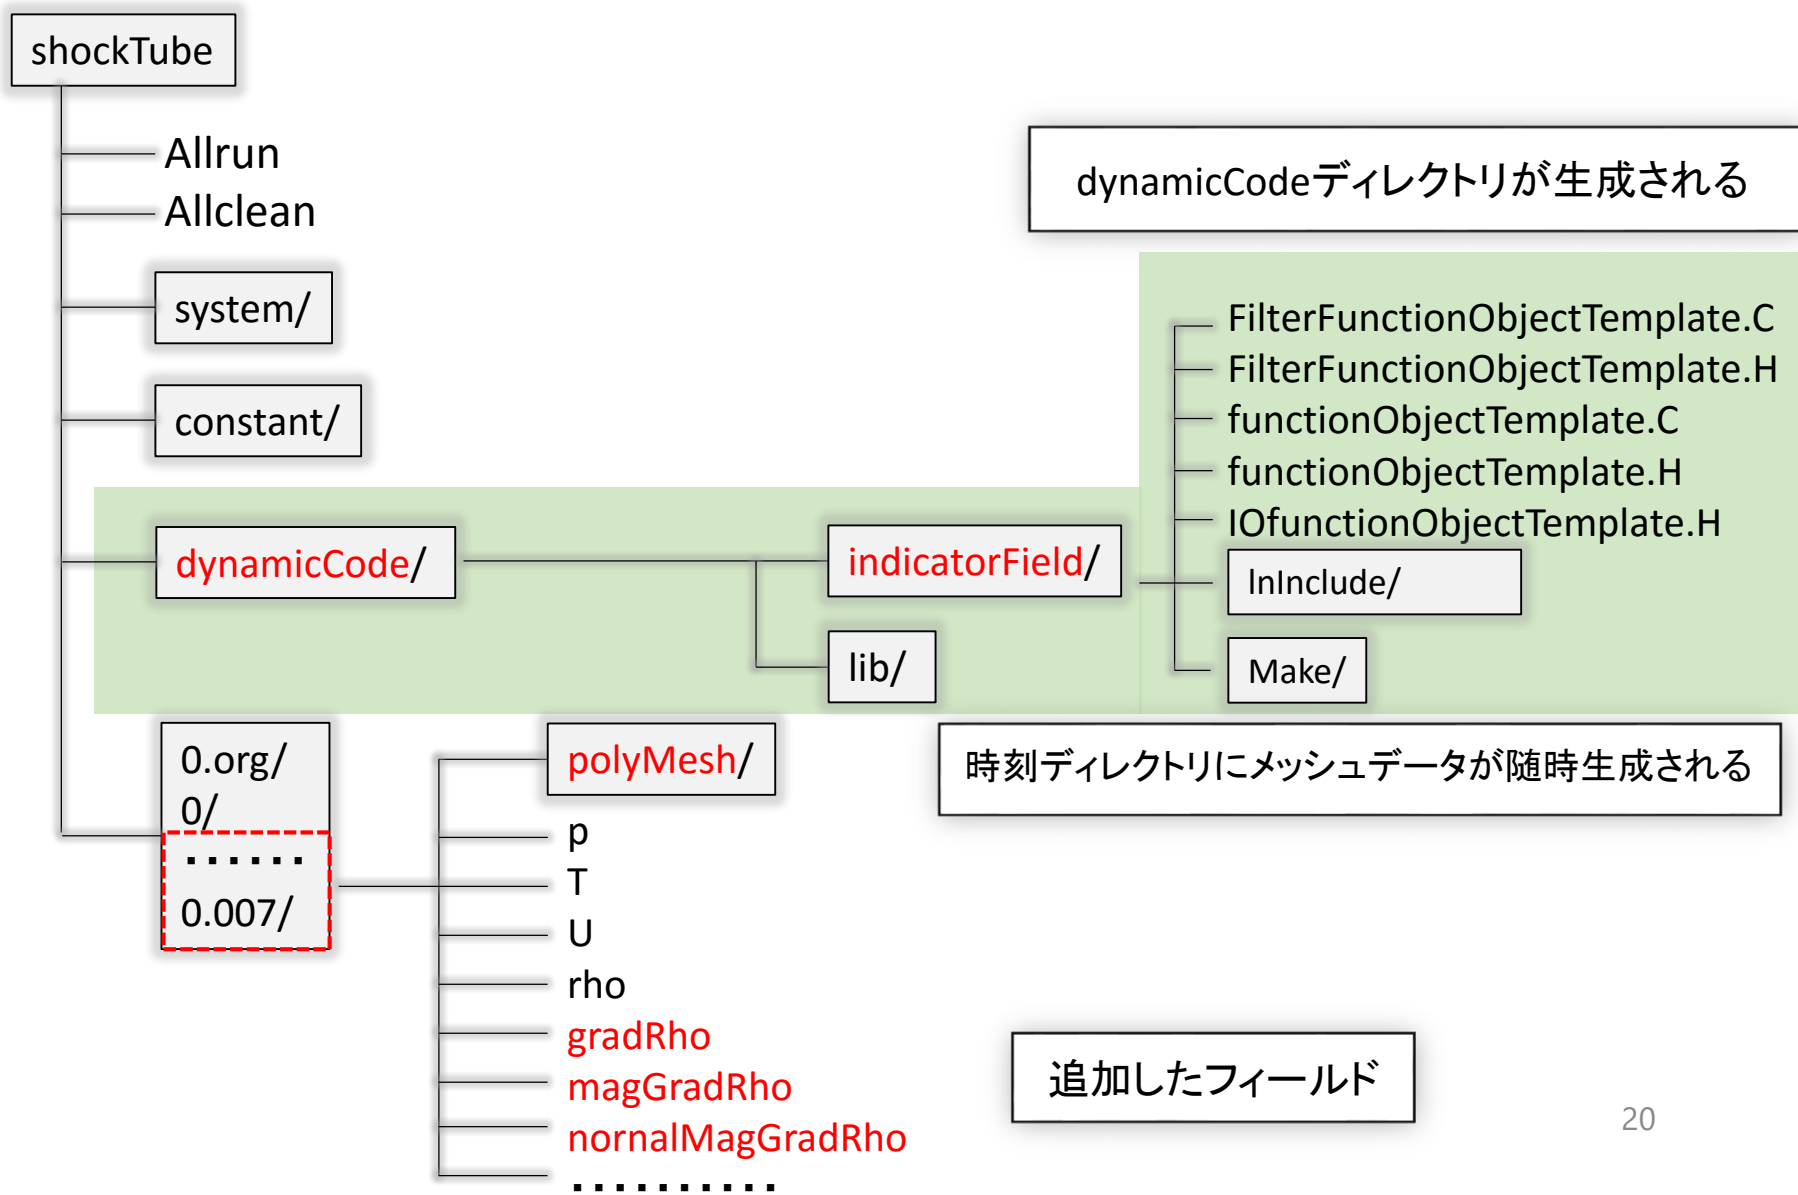 shockTube
Allrun
Allclean
dynamicCodeディレクトリが生成される
system/
constant/
dynamicCode/
indicatorField/
lib/
FilterFunctionObjectTemplate.C
FilterFunctionObjectTemplate.H
functionObjectTemplate.C
functionObjectTemplate.H
IOfunctionObjectTemplate.H
lnInclude/
Make/
0.org/
0/
・・・・・・
0.007/
polyMesh/
時刻ディレクトリにメッシュデータが随時生成される
p
T
U
rho
gradRho
magGradRho
nornalMagGradRho
・・・・・・・・・・
追加したフィールド
20